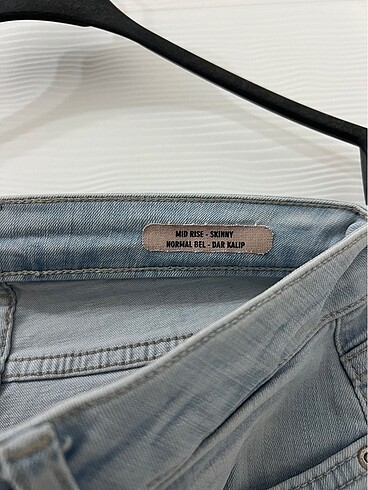 MID RISE - SKINNY
NORMAL BEL - DAR KALIP